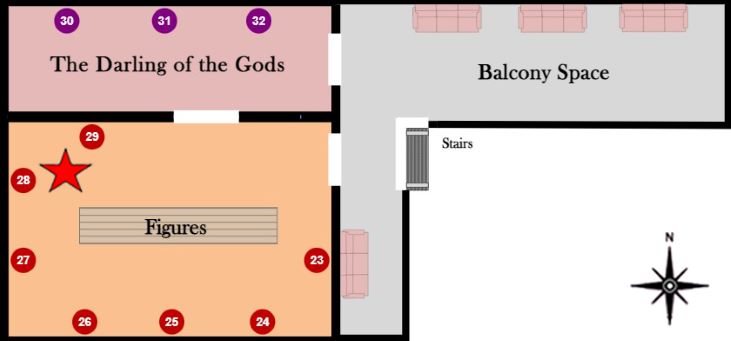 30 31 32
The Darling of the Gods
Balcony Space
29
Stairs
28
Figures
N
27
23
26 25 24